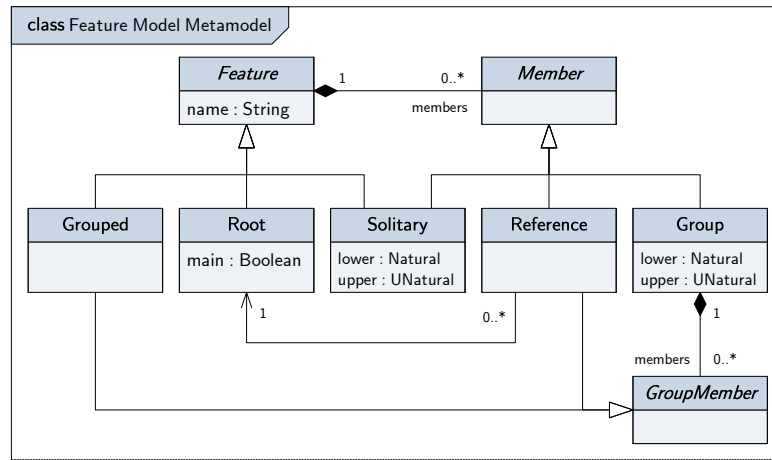 class Feature Model Metamodel
Feature
1
0..*
Member
name : String
members
Grouped
Root
Solitary
Reference
Group
main : Boolean
lower : Natural
upper : UNatural
lower : Natural
upper : UNatural
1
0..*
1
members
0..*
GroupMember